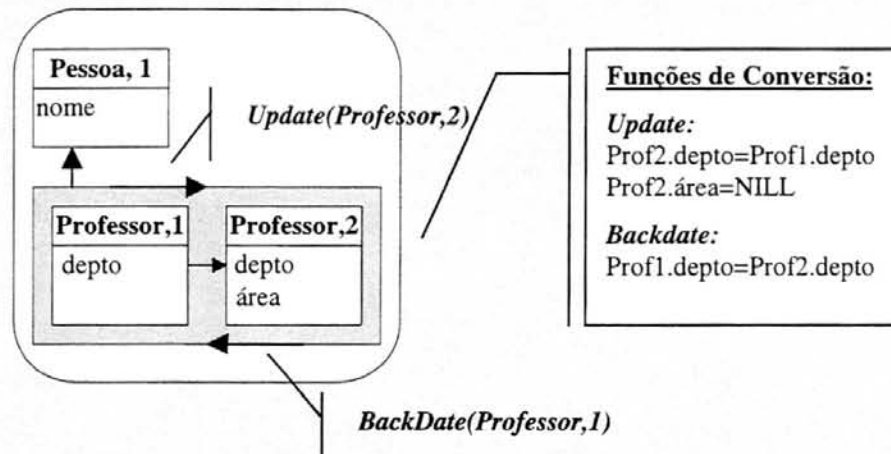 Pessoa, 1
nome
Update(Professor,2)
Professor,1
depto
Professor,2
depto
área
BackDate(Professor,1)
Funções de Conversão:
Update:
Prof2.depto=Prof1.depto
Prof2.área=NILL
Backdate:
Prof1.depto=Prof2.depto